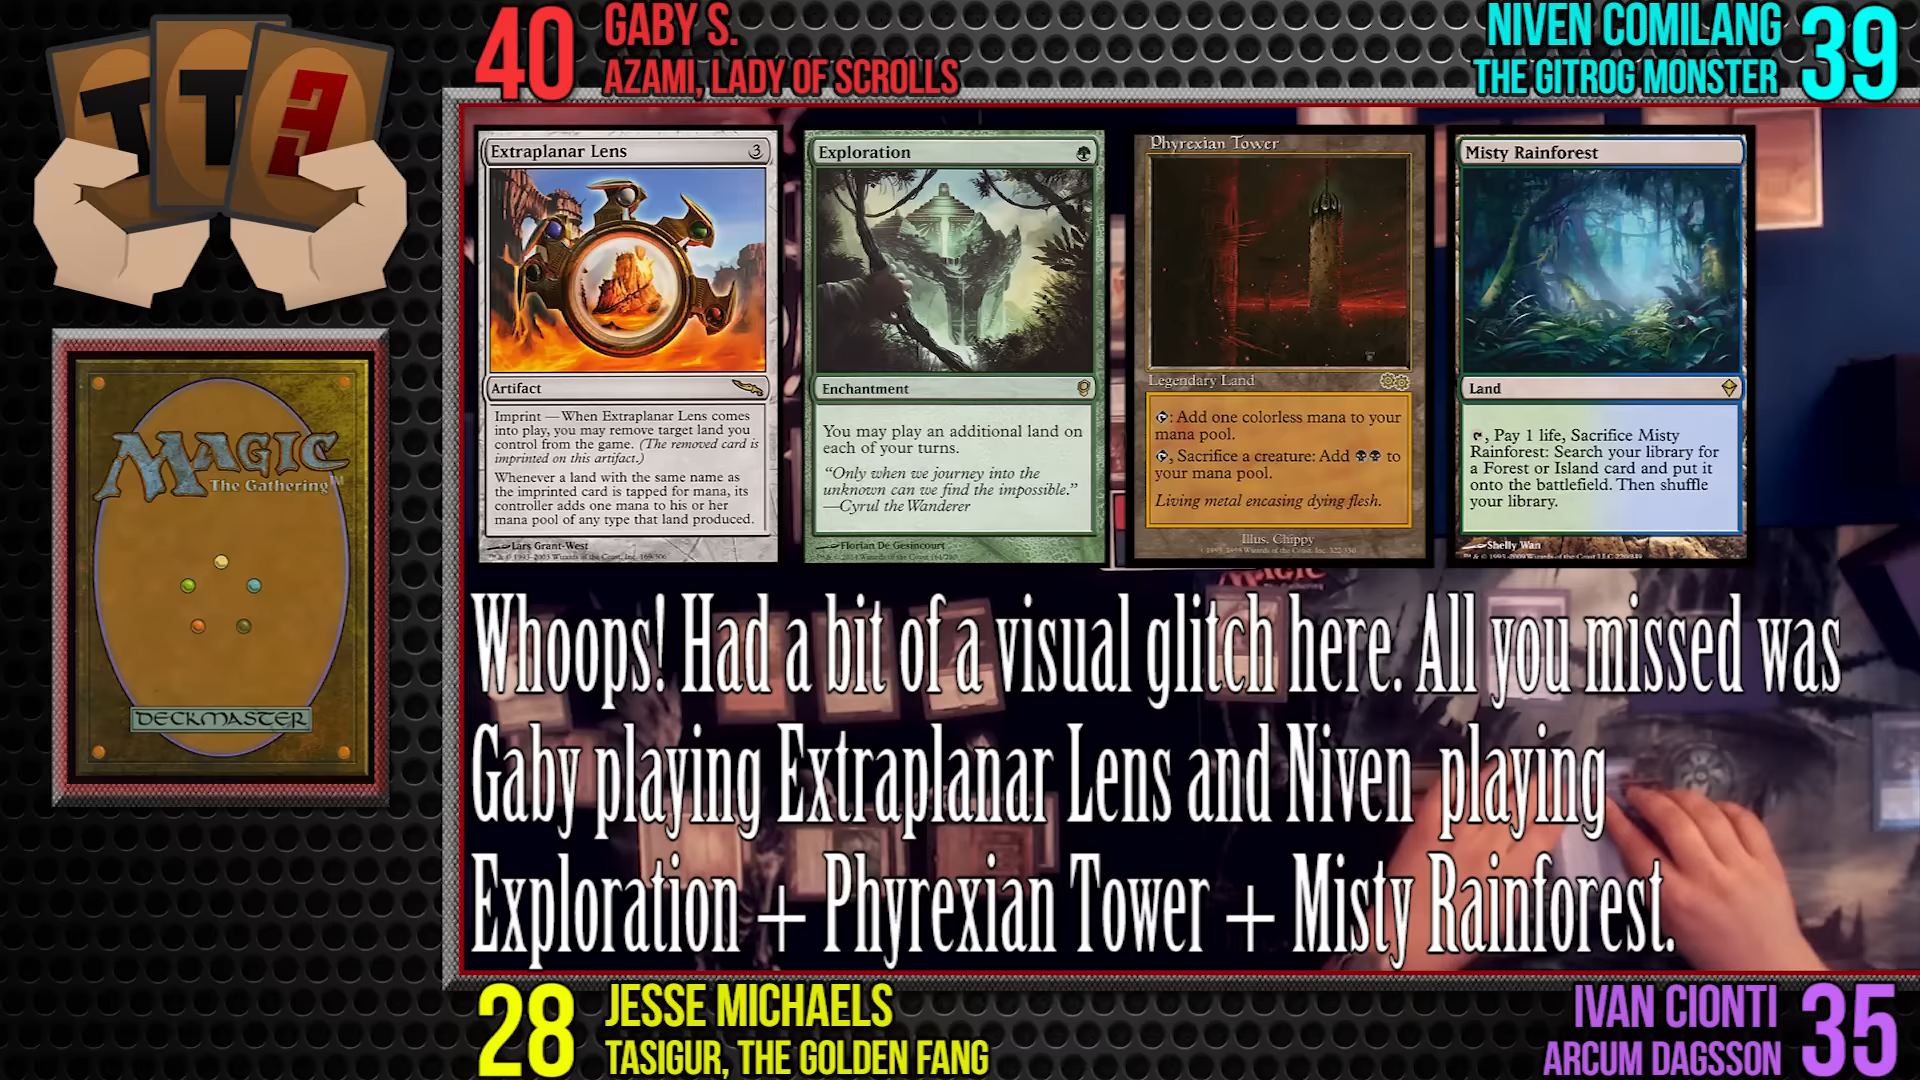 40
GABY S.
AZAMI, LADY OF SCROLLS
NIVEN COMILANG
THE GITROG MONSTER
39
TTE
MAGIC
The Gathering
DECKMASTER
Extraplanar Lens 3
Artifact
Imprint — When Extraplanar Lens comes
into play, you may remove target land you
control from the game. (The removed card is
imprinted on this artifact.)
Whenever a land with the same name as
the imprinted card is tapped for mana, its
controller adds one mana to his or her
mana pool of any type that land produced.
Lars Grant-West
Exploration
Enchantment
You may play an additional land on
each of your turns.
“Only when we journey into the
unknown can we find the impossible.”
—Cyrul the Wanderer
Florian De Gesincourt
Phyrexian Tower
Legendary Land
: Add one colorless mana to your
mana pool.
, Sacrifice a creature: Add to
your mana pool.
Living metal encasing dying flesh.
Illus. Chippy
Misty Rainforest
Land
, Pay 1 life, Sacrifice Misty
Rainforest: Search your library for
a Forest or Island card and put it
onto the battlefield. Then shuffle
your library.
Shelly Wan
Whoops! Had a bit of a visual glitch here. All you missed was
Gaby playing Extraplanar Lens and Niven playing
Exploration + Phyrexian Tower + Misty Rainforest.
28
JESSE MICHAELS
TASIGUR, THE GOLDEN FANG
IVAN CIONTI
ARCUM DAGSSON
35